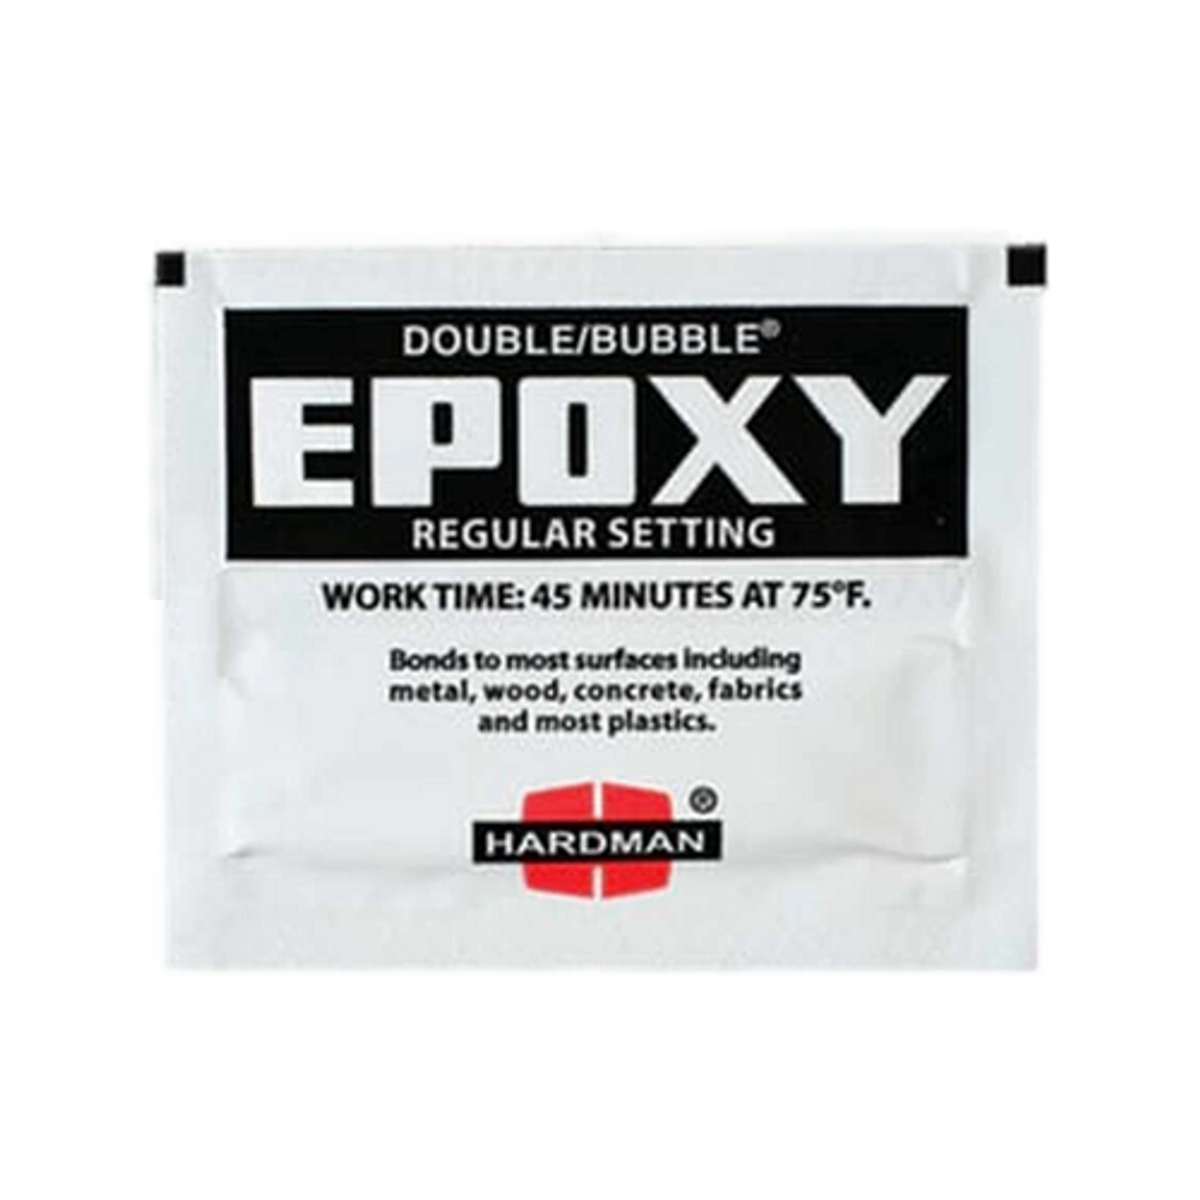 DOUBLE/BUBBLE®
EPOXY
REGULAR SETTING
WORK TIME: 45 MINUTES AT 75°F.
Bonds to most surfaces including
metal, wood, concrete, fabrics
and most plastics.
®
HARDMAN